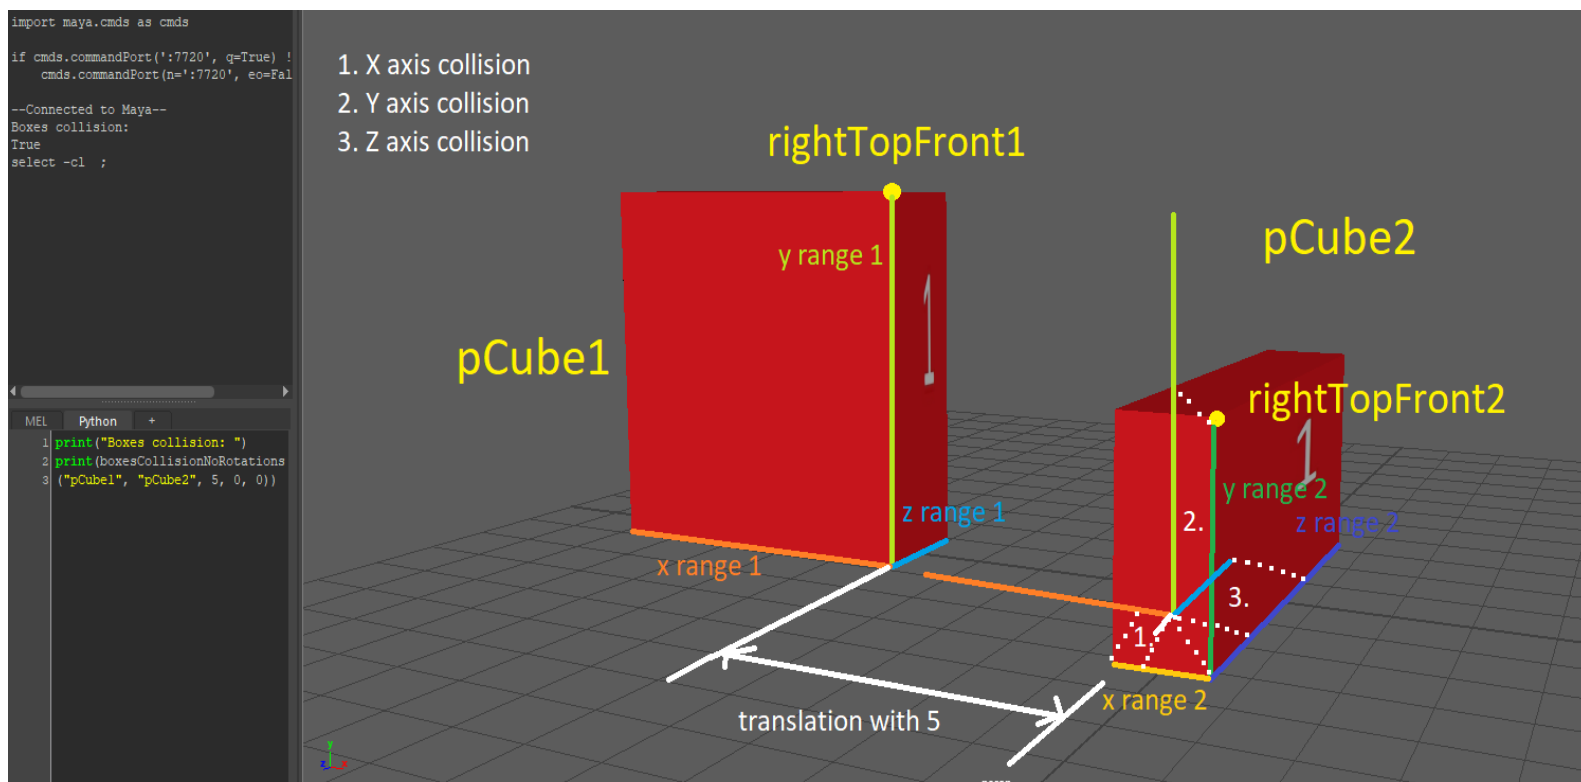 import maya.cmds as cmds
if cmds.commandPort(':7720', q=True) !
cmds.commandPort(n=':7720', eo=Fal
--Connected to Maya--
Boxes collision:
True
select -cl ;
MEL Python +
1 print("Boxes collision: ")
2 print(boxesCollisionNoRotations
3 ("pCube1", "pCube2", 5, 0, 0))
1. X axis collision
2. Y axis collision
3. Z axis collision
rightTopFront1
pCube2
y range 1
1
pCube1
rightTopFront2
1
y range 2
z range 1
2.
z range 2
x range 1
3.
1.
x range 2
translation with 5
y
z x